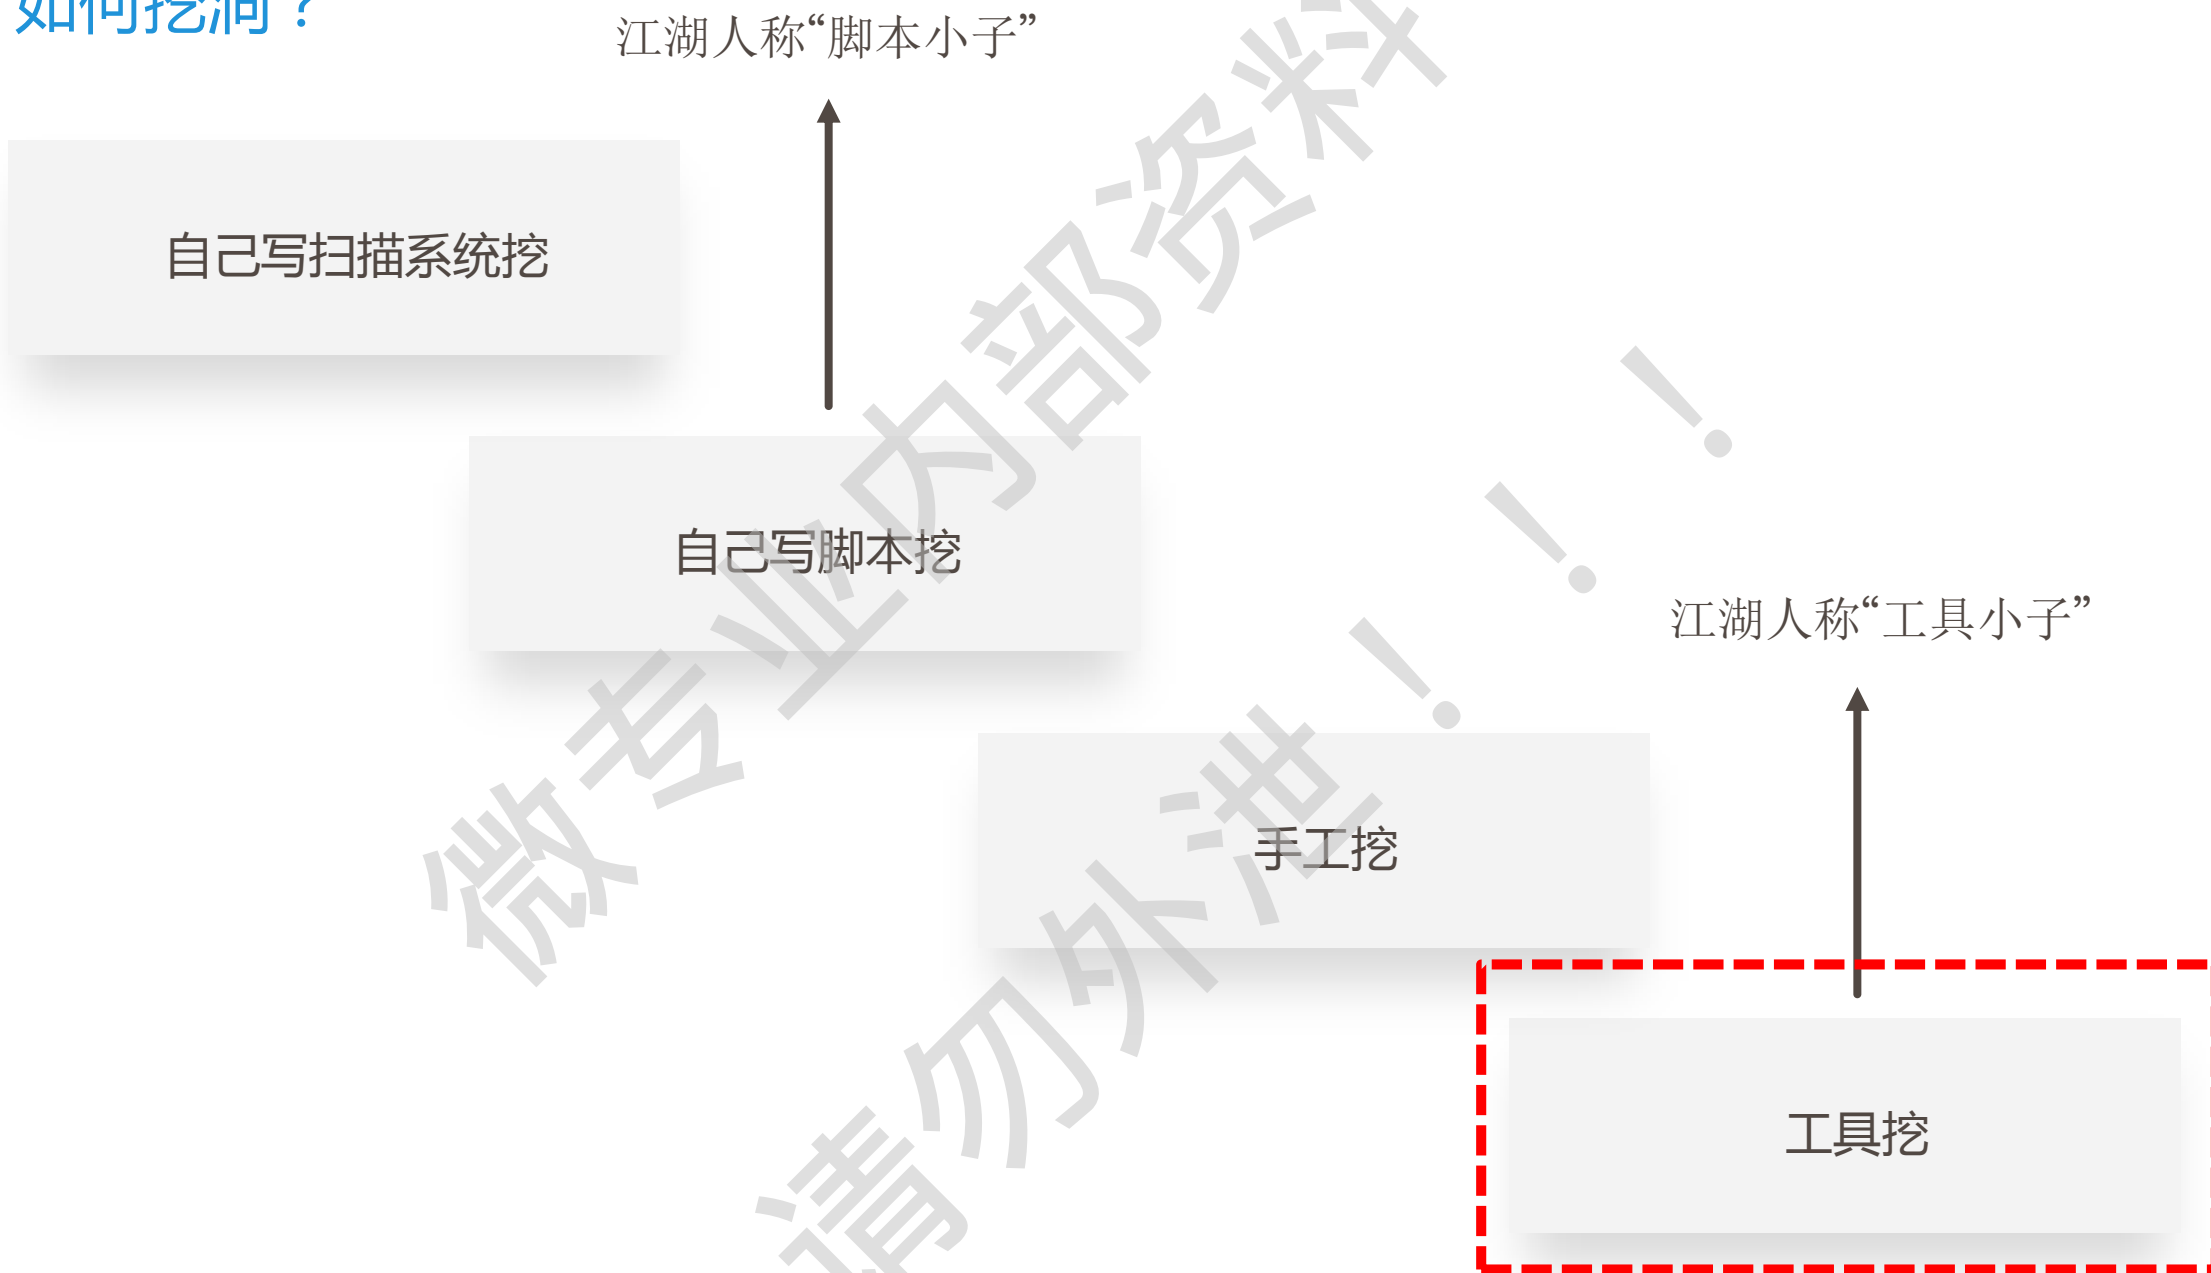 如何挖洞？
江湖人称“脚本小子”
自己写扫描系统挖
自己写脚本挖
江湖人称“工具小子”
手工挖
工具挖
微专业内部资料
请勿外泄！！！